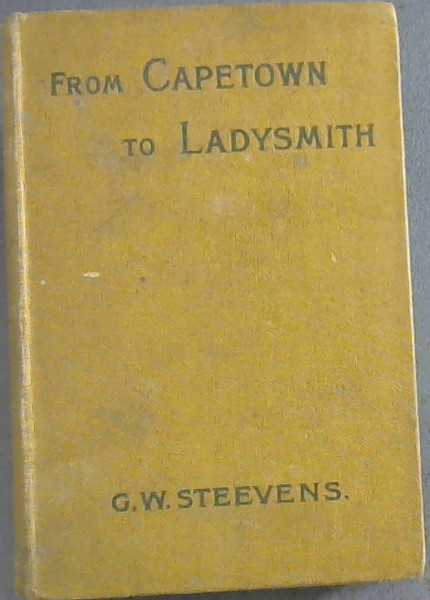 FROM CAPETOWN
TO LADYSMITH
G. W. STEEVENS.